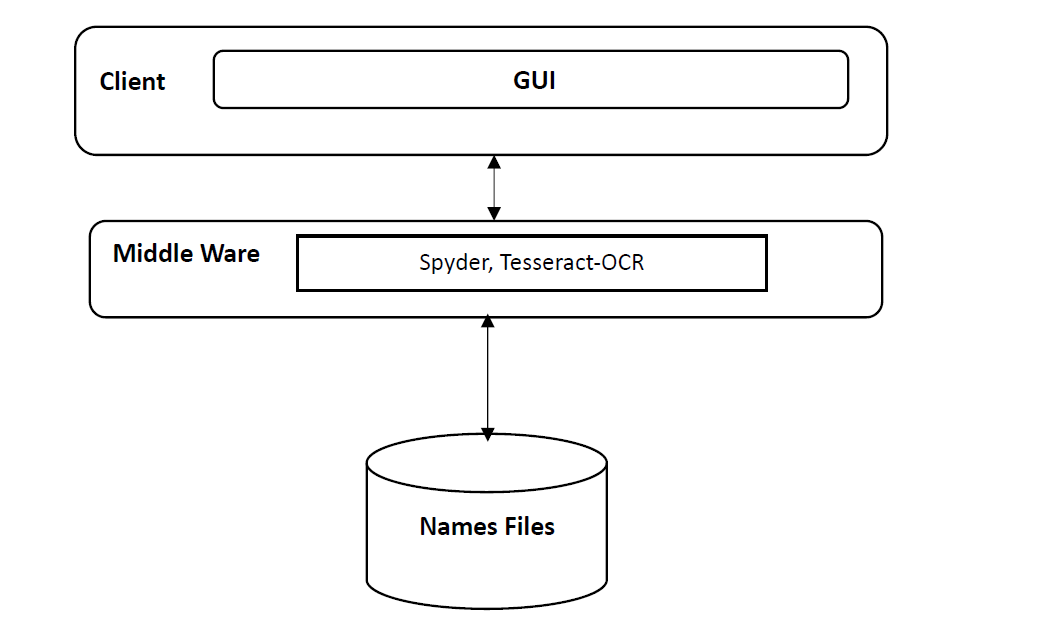 Client
GUI
Middle Ware
Spyder, Tesseract-OCR
Names Files